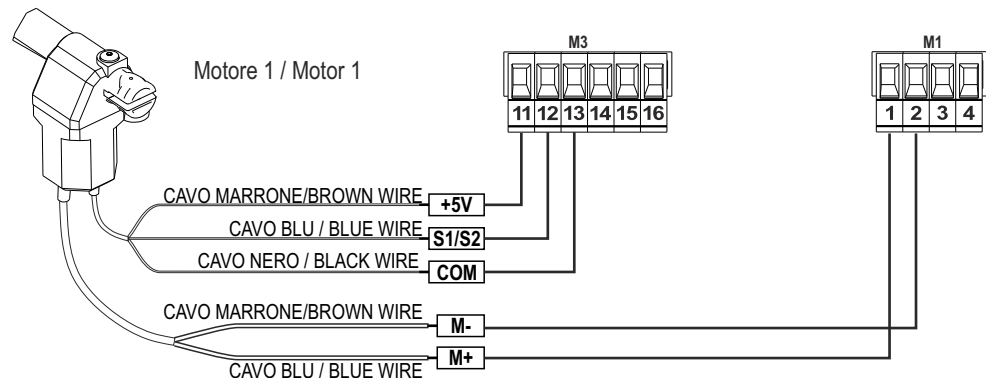 M3
M1
Motore 1 / Motor 1
11 12 13 14 15 16
1 2 3 4
CAVO MARRONE/BROWN WIRE +5V
CAVO BLU / BLUE WIRE S1/S2
CAVO NERO / BLACK WIRE COM
CAVO MARRONE/BROWN WIRE M-
M+
CAVO BLU / BLUE WIRE